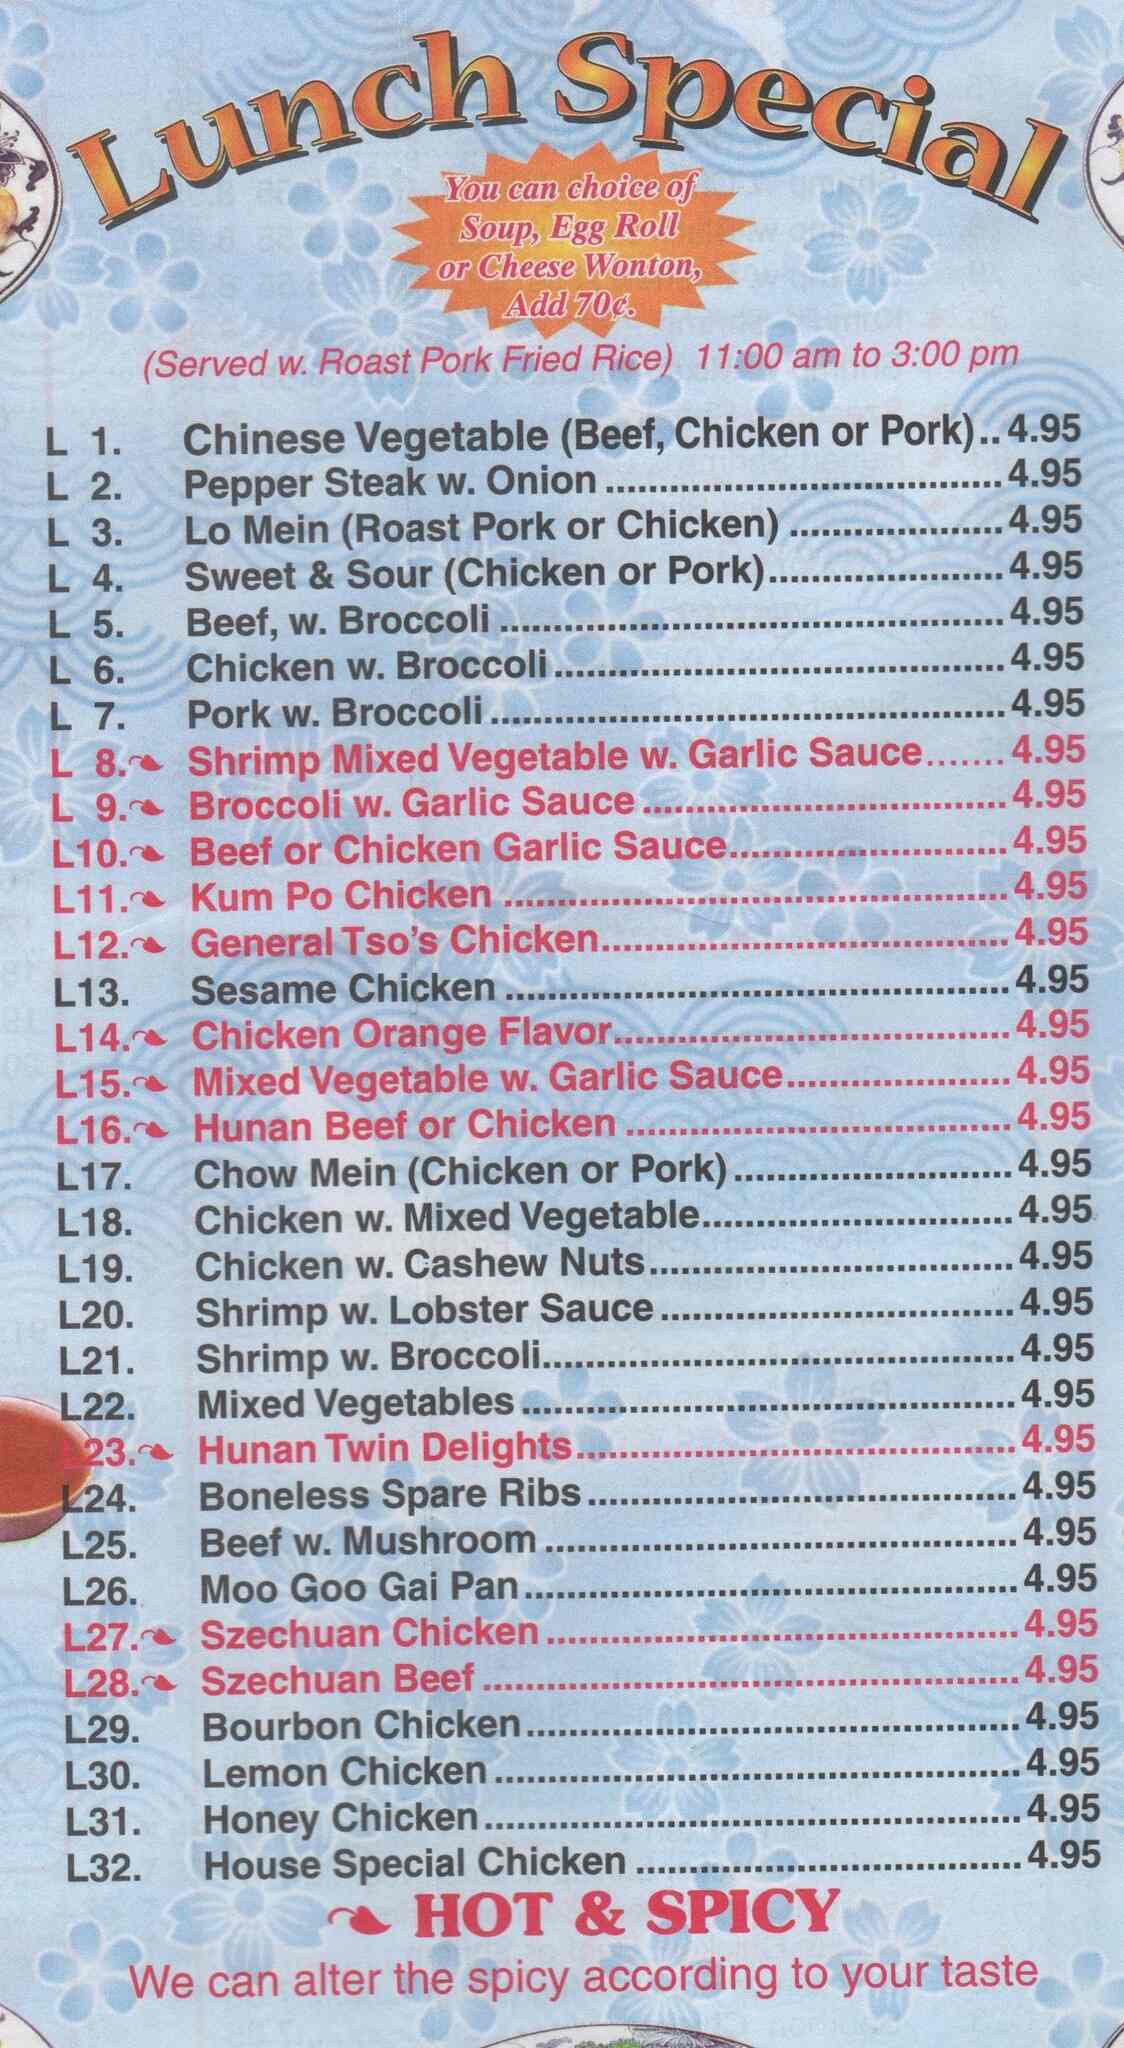 Lunch Special
You can choice of
Soup, Egg Roll
or Cheese Wonton,
Add 70¢.
(Served w. Roast Pork Fried Rice) 11:00 am to 3:00 pm
L 1. Chinese Vegetable (Beef, Chicken or Pork).. 4.95
L 2. Pepper Steak w. Onion ..................................... 4.95
L 3. Lo Mein (Roast Pork or Chicken) .................... 4.95
L 4. Sweet & Sour (Chicken or Pork)...................... 4.95
L 5. Beef, w. Broccoli ............................................... 4.95
L 6. Chicken w. Broccoli.......................................... 4.95
L 7. Pork w. Broccoli ................................................ 4.95
L 8. Shrimp Mixed Vegetable w. Garlic Sauce....... 4.95
L 9. Broccoli w. Garlic Sauce .................................. 4.95
L10. Beef or Chicken Garlic Sauce.......................... 4.95
L11. Kum Po Chicken ............................................... 4.95
L12. General Tso's Chicken...................................... 4.95
L13. Sesame Chicken ............................................... 4.95
L14. Chicken Orange Flavor..................................... 4.95
L15. Mixed Vegetable w. Garlic Sauce..................... 4.95
L16. Hunan Beef or Chicken .................................... 4.95
L17. Chow Mein (Chicken or Pork) .......................... 4.95
L18. Chicken w. Mixed Vegetable............................. 4.95
L19. Chicken w. Cashew Nuts.................................. 4.95
L20. Shrimp w. Lobster Sauce ................................. 4.95
L21. Shrimp w. Broccoli............................................ 4.95
L22. Mixed Vegetables .............................................. 4.95
L23. Hunan Twin Delights......................................... 4.95
L24. Boneless Spare Ribs ........................................ 4.95
L25. Beef w. Mushroom ............................................ 4.95
L26. Moo Goo Gai Pan .............................................. 4.95
L27. Szechuan Chicken ............................................ 4.95
L28. Szechuan Beef .................................................. 4.95
L29. Bourbon Chicken .............................................. 4.95
L30. Lemon Chicken ................................................. 4.95
L31. Honey Chicken .................................................. 4.95
L32. House Special Chicken .................................... 4.95
HOT & SPICY
We can alter the spicy according to your taste